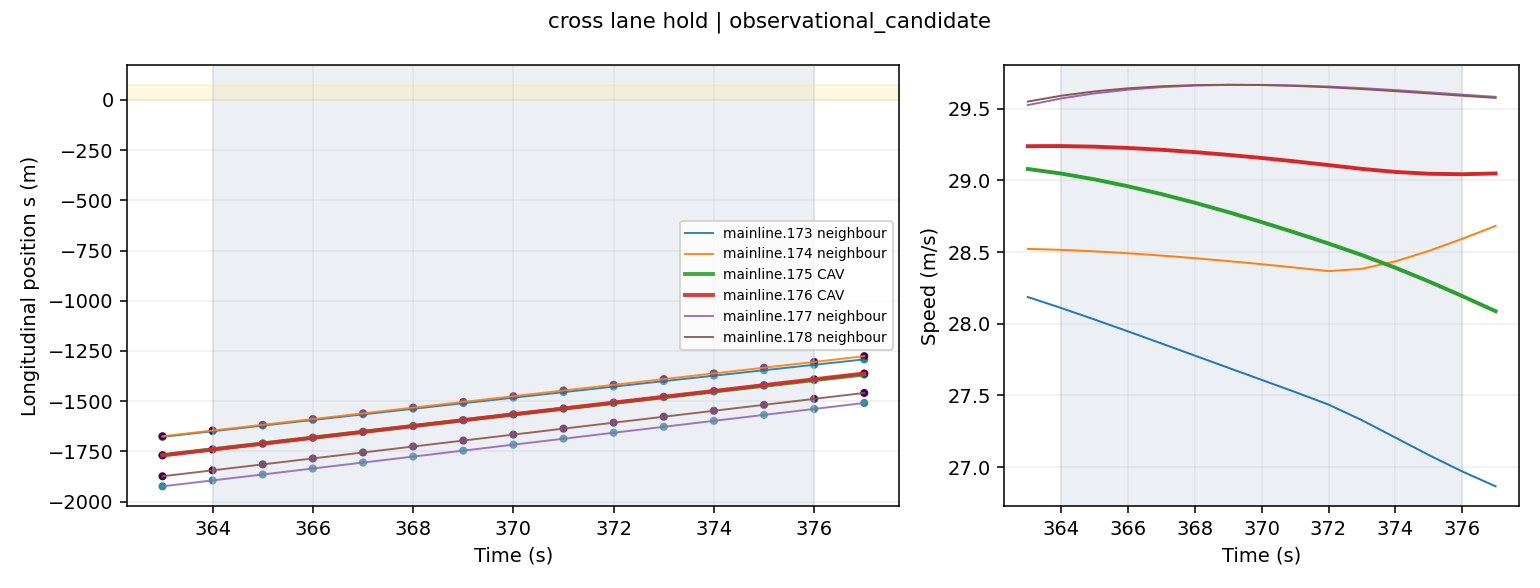 cross lane hold | observational_candidate
Longitudinal position s (m)
0
−250
−500
−750
−1000
−1250
−1500
−1750
−2000
mainline.173 neighbour
mainline.174 neighbour
mainline.175 CAV
mainline.176 CAV
mainline.177 neighbour
mainline.178 neighbour
364 366 368 370 372 374 376
Time (s)
Speed (m/s)
29.5
29.0
28.5
28.0
27.5
27.0
364 366 368 370 372 374 376
Time (s)